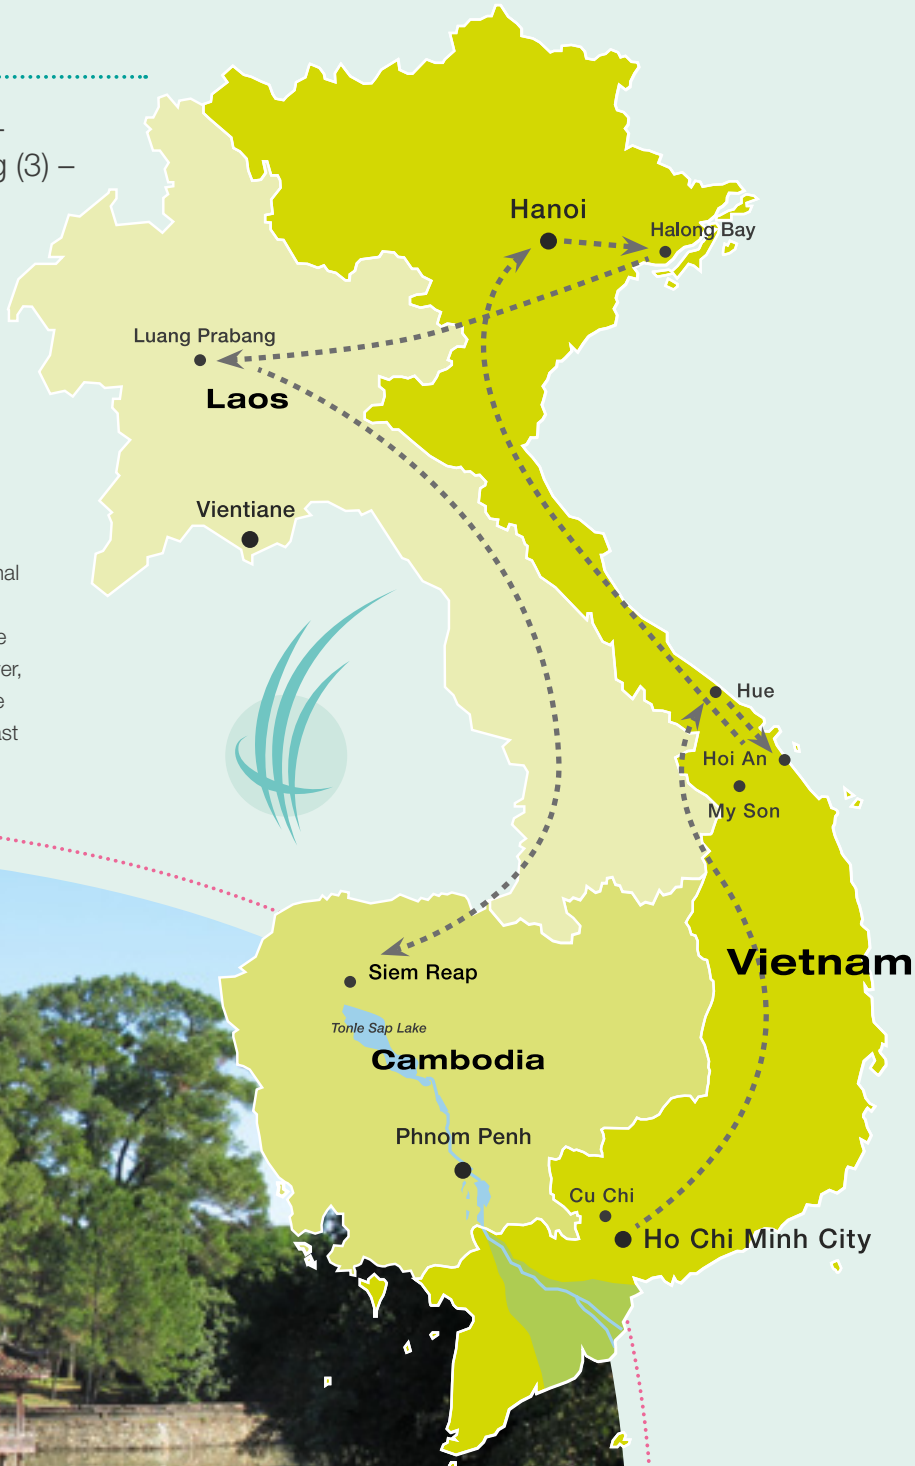 g (3) –
Hanoi
Halong Bay
Luang Prabang
Laos
Vientiane
Hue
Hoi An
My Son
Vietnam
Siem Reap
Tonle Sap Lake
Cambodia
Phnom Penh
Cu Chi
Ho Chi Minh City